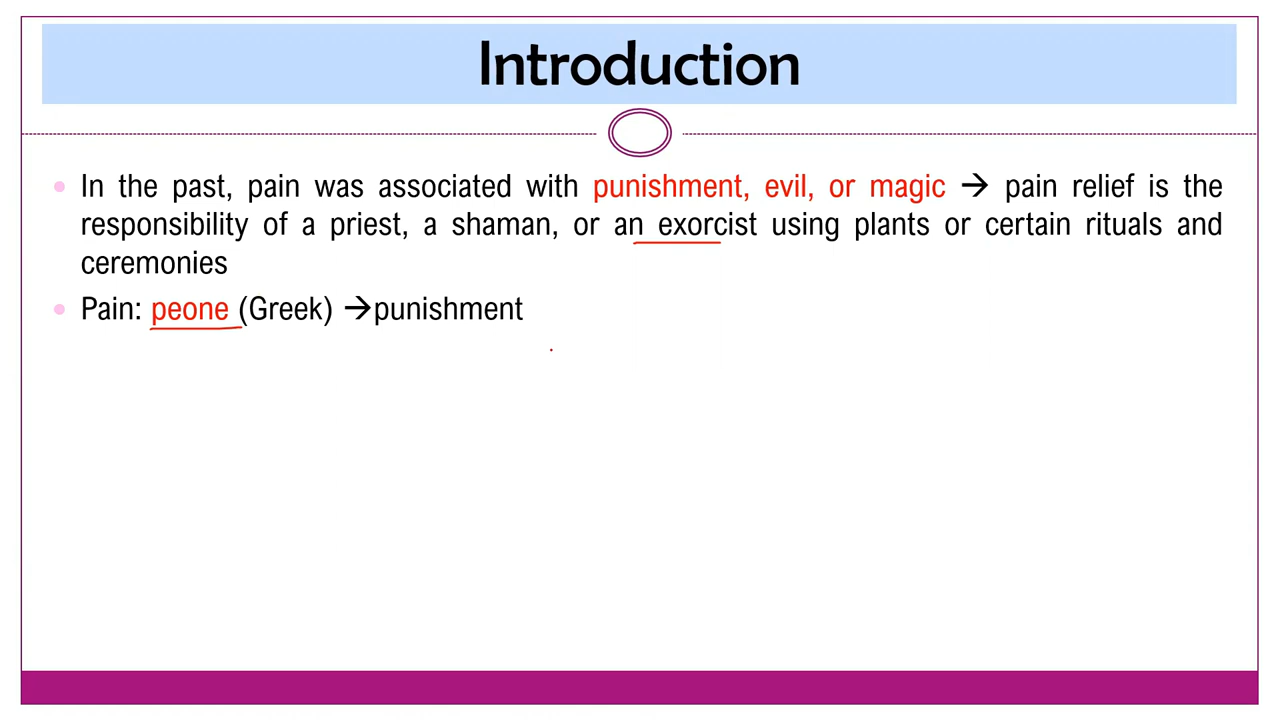 Introduction
• In the past, pain was associated with punishment, evil, or magic → pain relief is the
responsibility of a priest, a shaman, or an exorcist using plants or certain rituals and
ceremonies
• Pain: peone (Greek) →punishment